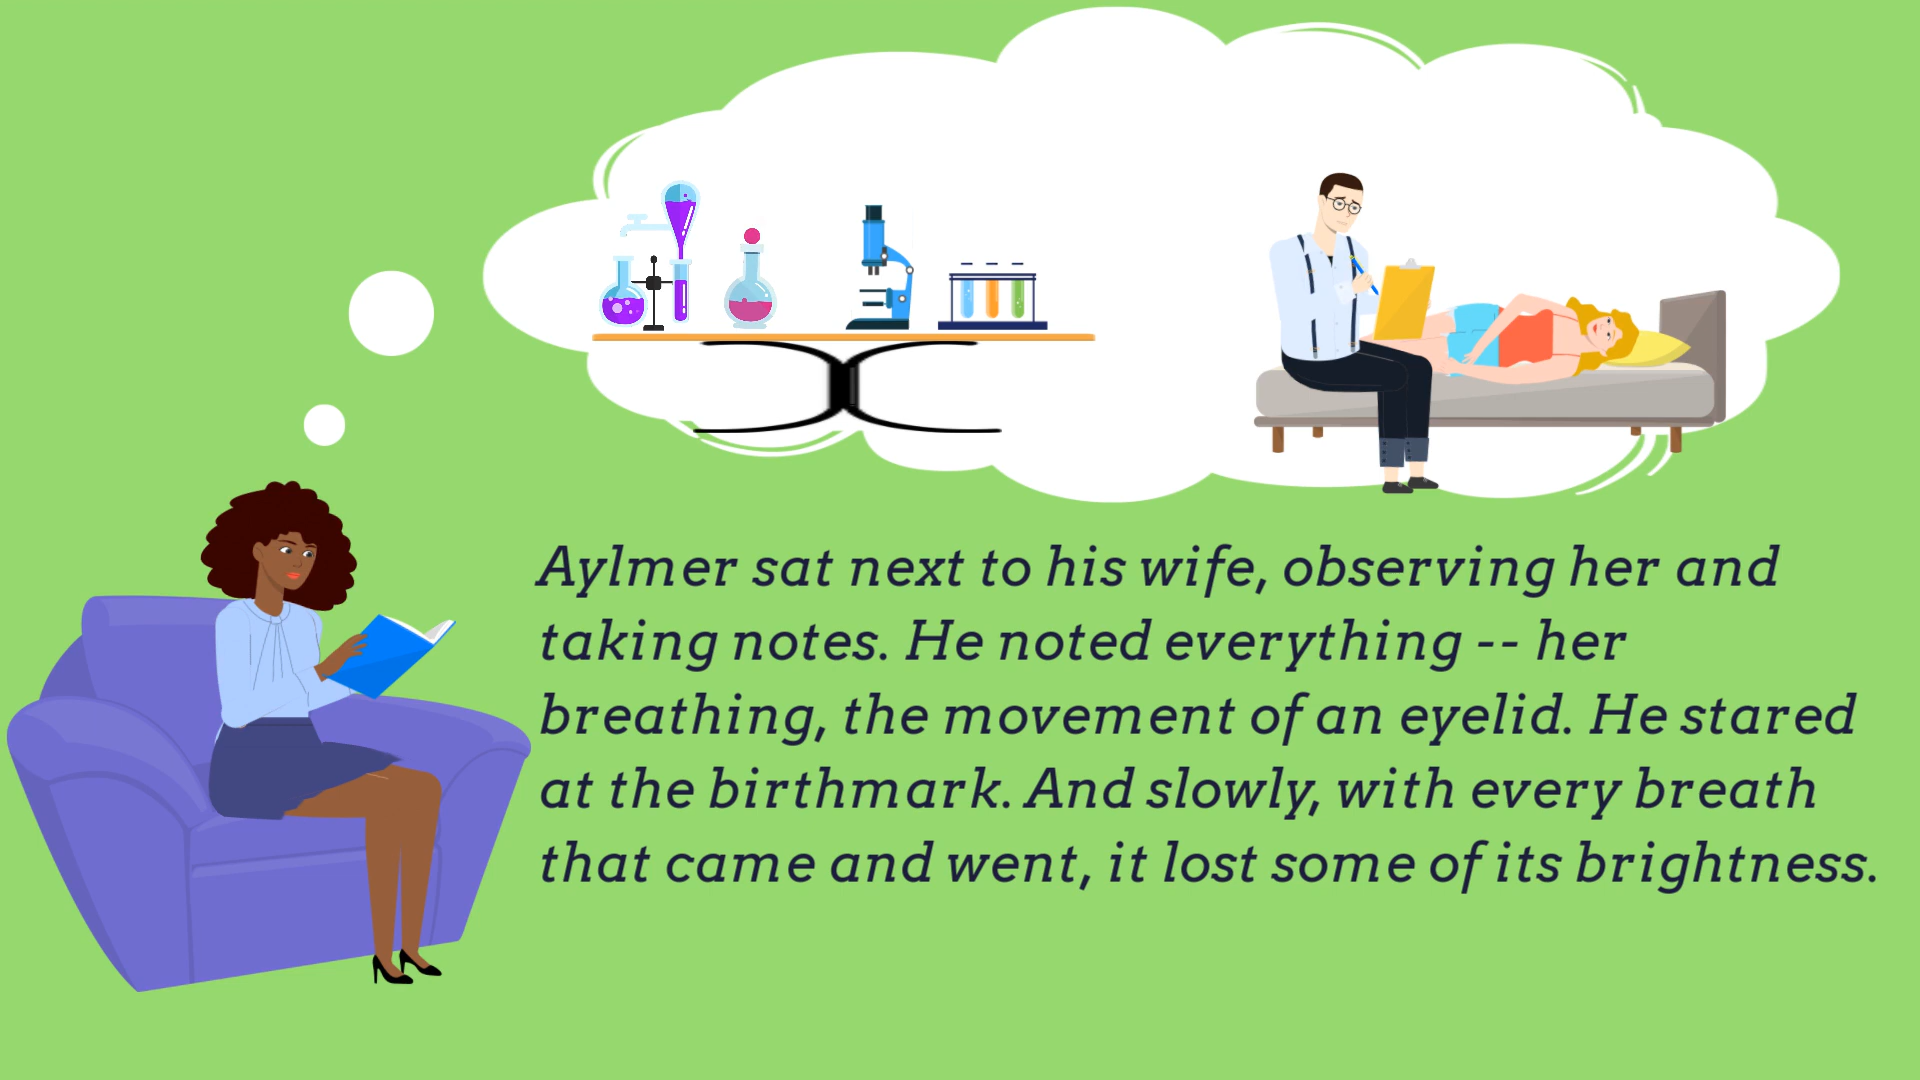 Aylmer sat next to his wife, observing her and
taking notes. He noted everything -- her
breathing, the movement of an eyelid. He stared
at the birthmark. And slowly, with every breath
that came and went, it lost some of its brightness.